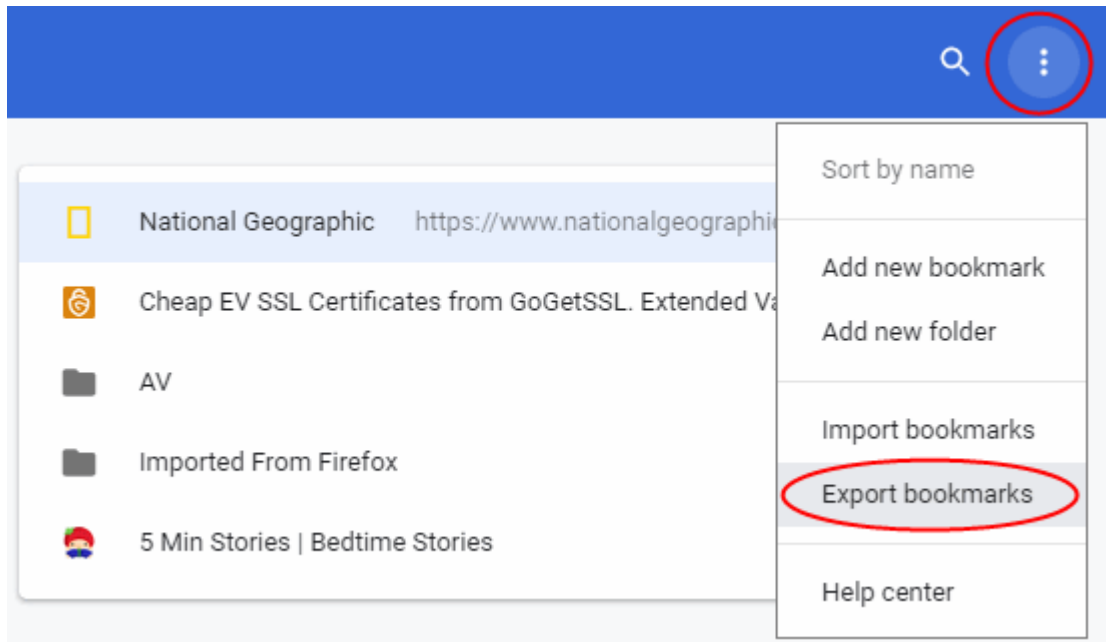 Sort by name
National Geographic https://www.nationalgeographi
Add new bookmark
Cheap EV SSL Certificates from GoGetSSL. Extended Va
Add new folder
AV
Import bookmarks
Imported From Firefox
Export bookmarks
5 Min Stories | Bedtime Stories
Help center